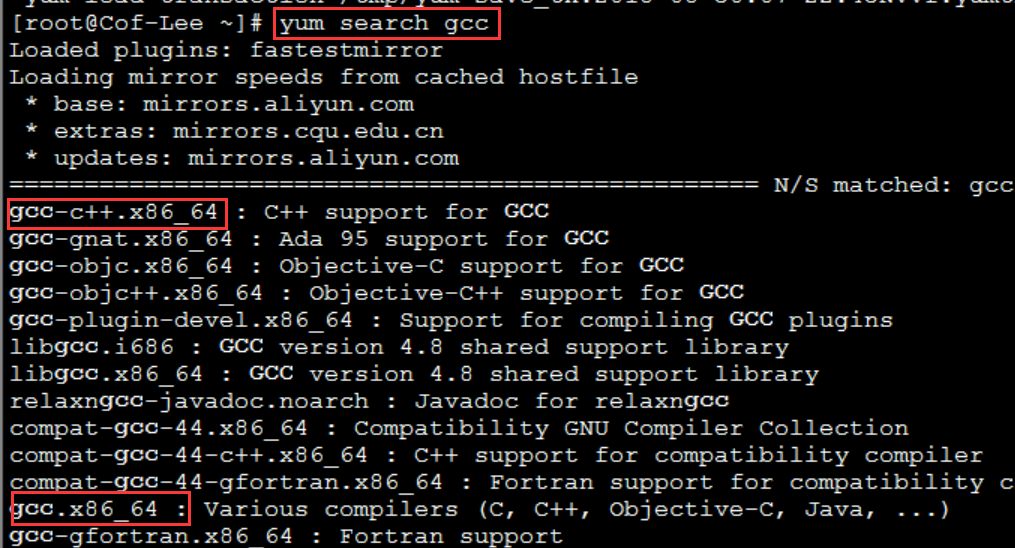 [root@Cof-Lee ~]# yum search gcc
Loaded plugins: fastestmirror
Loading mirror speeds from cached hostfile
 * base: mirrors.aliyun.com
 * extras: mirrors.cqu.edu.cn
 * updates: mirrors.aliyun.com
================================================== N/S matched: gcc
gcc-c++.x86_64 : C++ support for GCC
gcc-gnat.x86_64 : Ada 95 support for GCC
gcc-objc.x86_64 : Objective-C support for GCC
gcc-objc++.x86_64 : Objective-C++ support for GCC
gcc-plugin-devel.x86_64 : Support for compiling GCC plugins
libgcc.i686 : GCC version 4.8 shared support library
libgcc.x86_64 : GCC version 4.8 shared support library
relaxngcc-javadoc.noarch : Javadoc for relaxngcc
compat-gcc-44.x86_64 : Compatibility GNU Compiler Collection
compat-gcc-44-c++.x86_64 : C++ support for compatibility compiler
compat-gcc-44-gfortran.x86_64 : Fortran support for compatibility c
gcc.x86_64 : Various compilers (C, C++, Objective-C, Java, ...)
gcc-gfortran.x86_64 : Fortran support